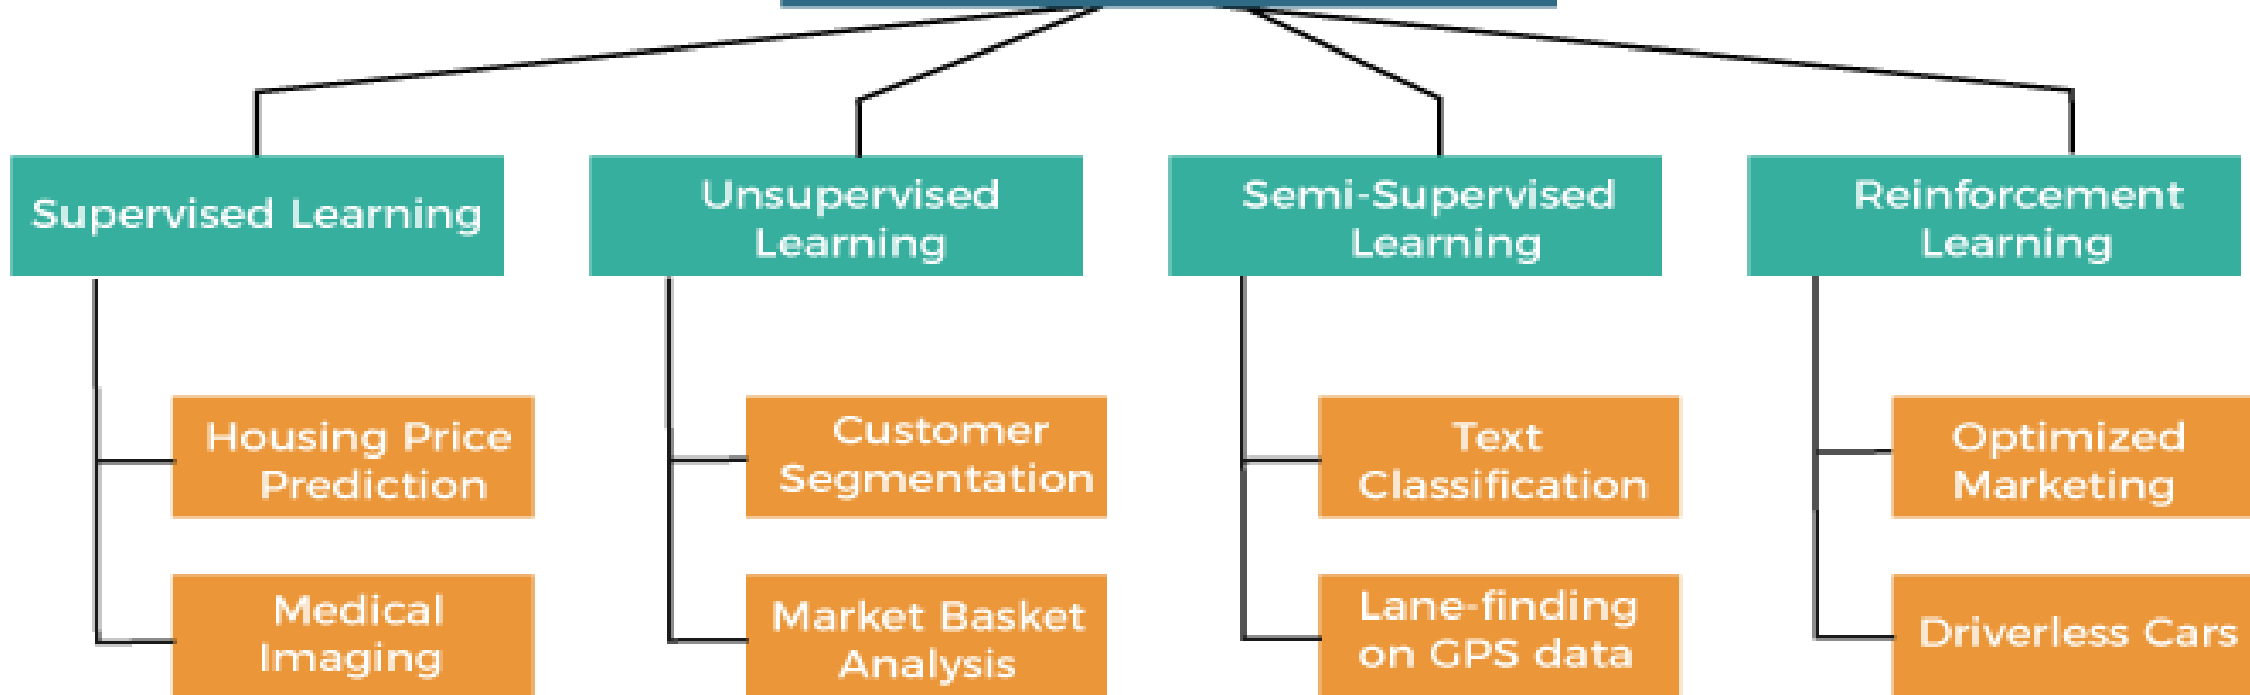 Supervised Learning
Unsupervised
Learning
Semi-Supervised
Learning
Reinforcement
Learning
Housing Price
Prediction
Customer
Segmentation
Text
Classification
Optimized
Marketing
Medical
Imaging
Market Basket
Analysis
Lane-finding
on GPS data
Driverless Cars